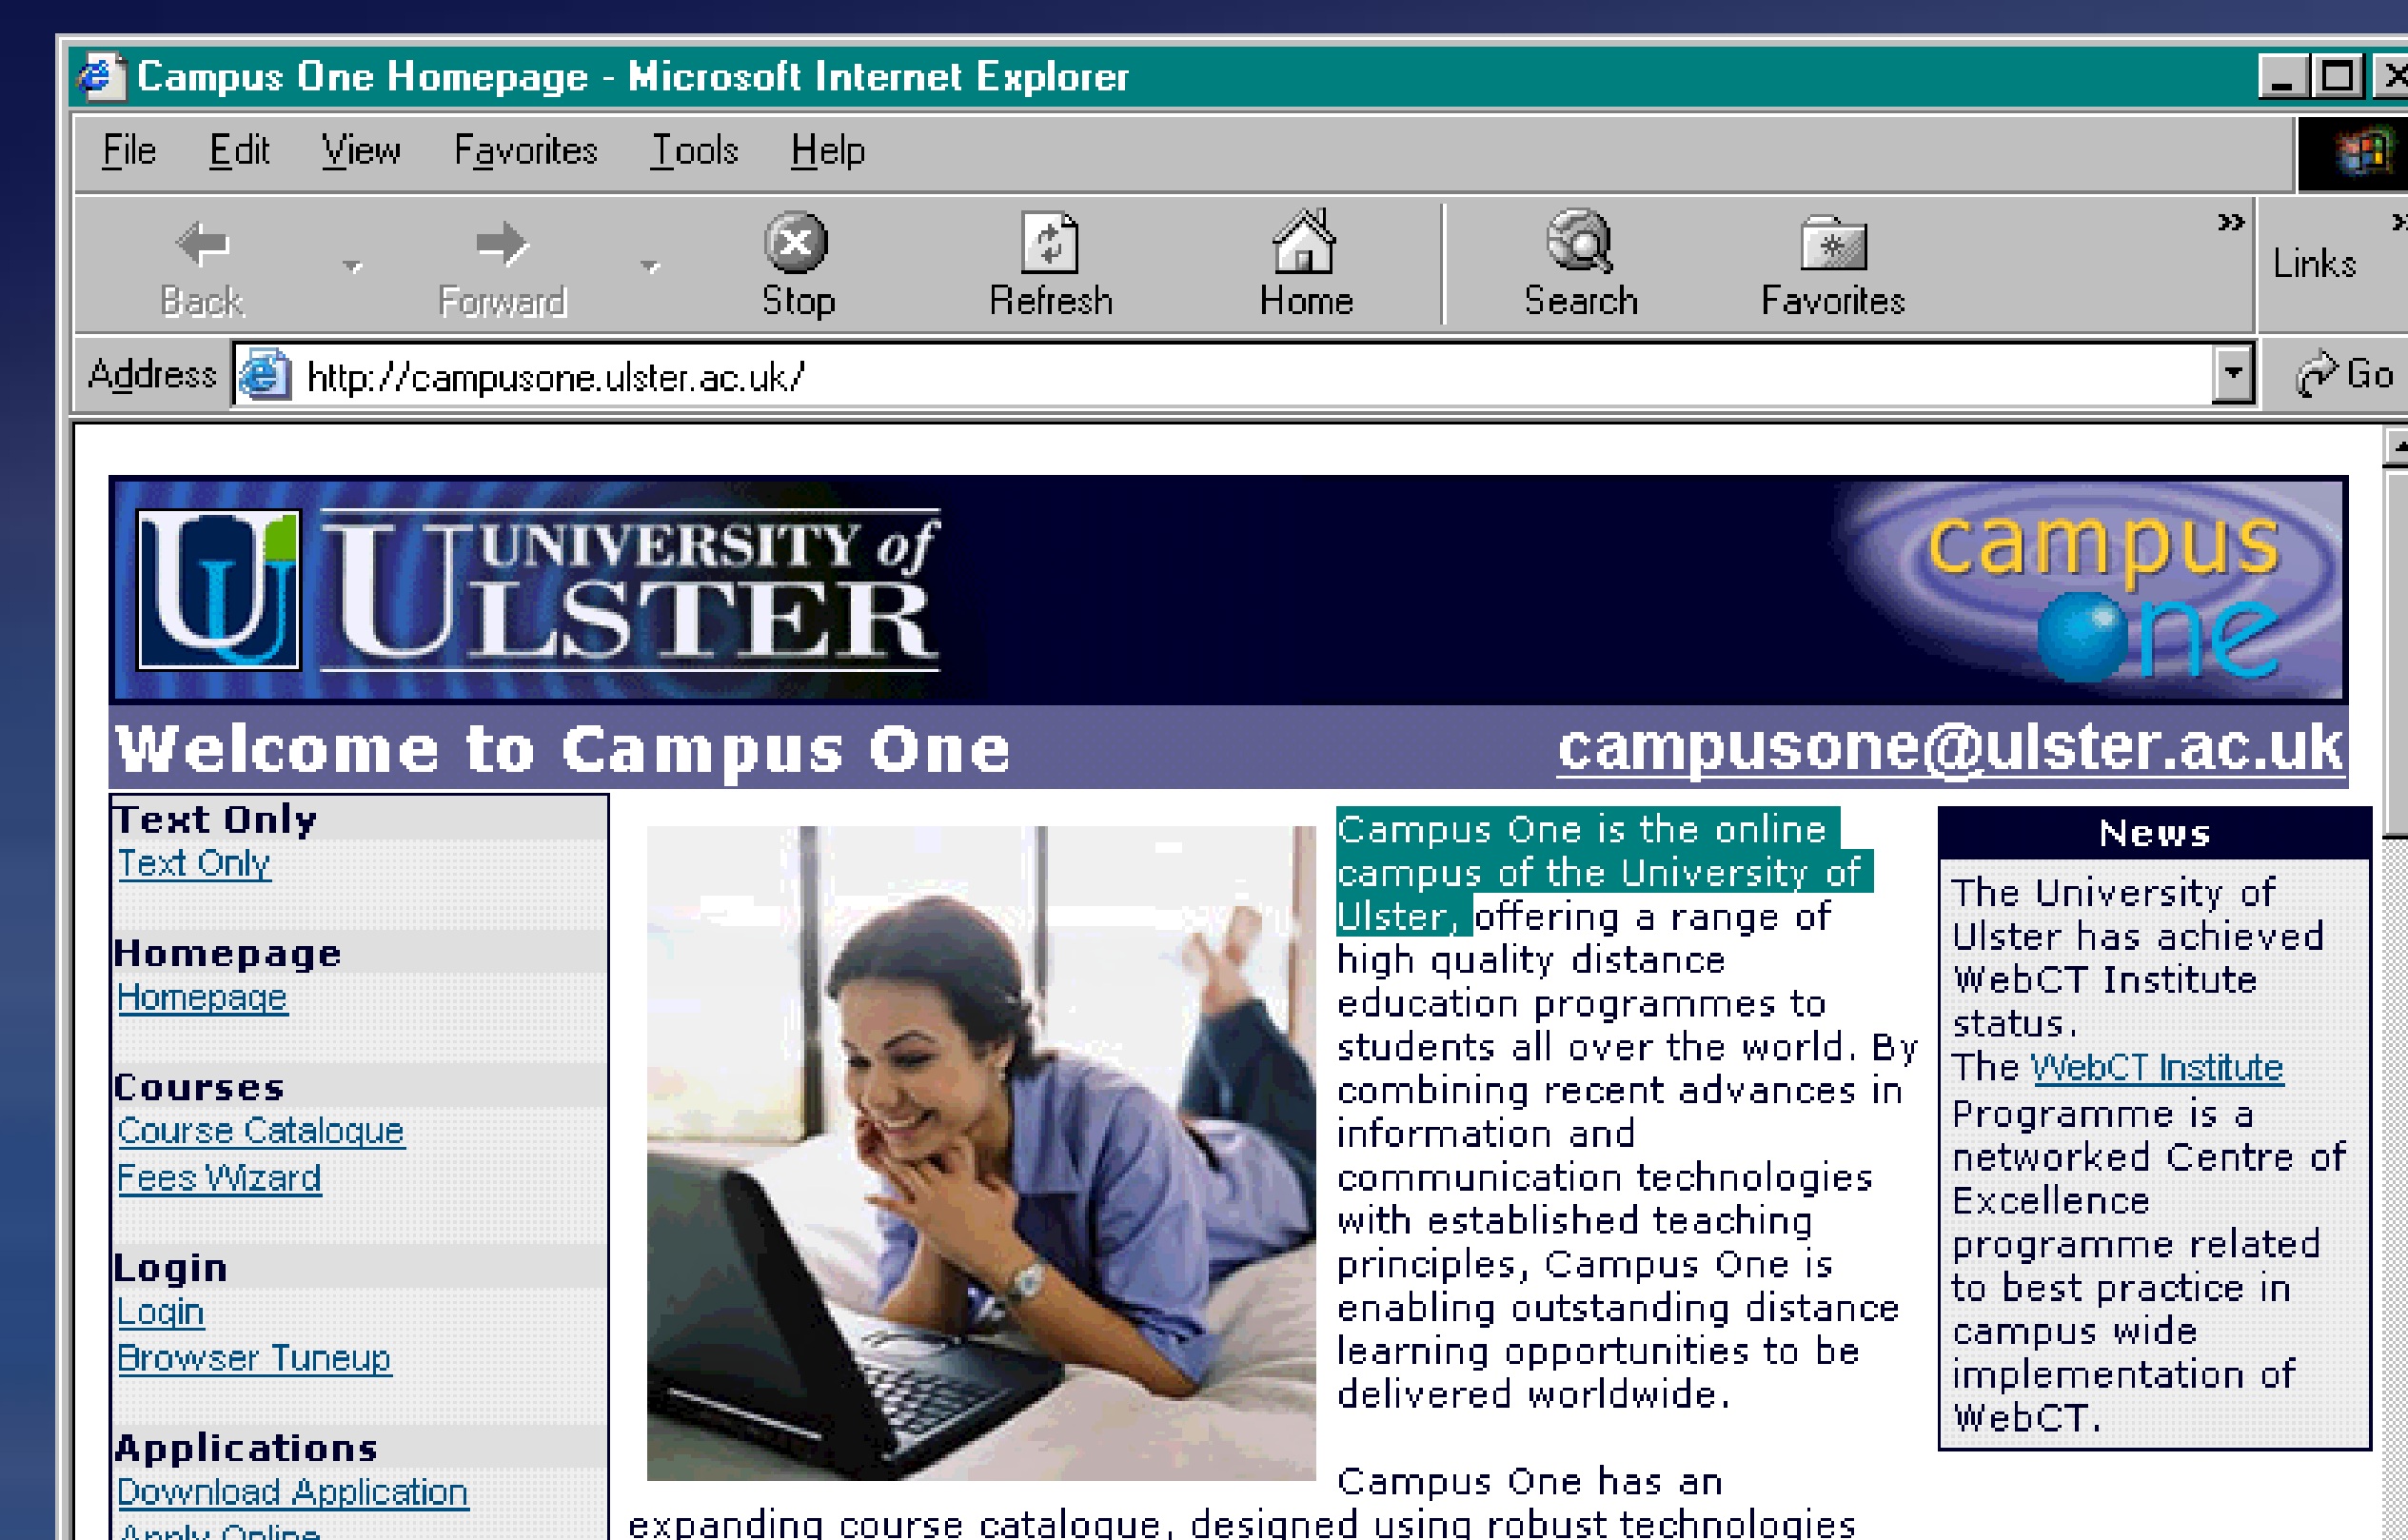 Campus One Homepage - Microsoft Internet Explorer
File Edit View Favorites Tools Help
Back Forward Stop Refresh Home Search Favorites » Links »
Address http://campusone.ulster.ac.uk/ Go
UNIVERSITY of
ULSTER
campus
one
Welcome to Campus One campusone@ulster.ac.uk
Text Only
Text Only
Homepage
Homepage
Courses
Course Catalogue
Fees Wizard
Login
Login
Browser Tuneup
Applications
Download Application
Apply Online
Campus One is the online
campus of the University of
Ulster, offering a range of
high quality distance
education programmes to
students all over the world. By
combining recent advances in
information and
communication technologies
with established teaching
principles, Campus One is
enabling outstanding distance
learning opportunities to be
delivered worldwide.
Campus One has an
expanding course catalogue, designed using robust technologies
News
The University of
Ulster has achieved
WebCT Institute
status.
The WebCT Institute
Programme is a
networked Centre of
Excellence
programme related
to best practice in
campus wide
implementation of
WebCT.